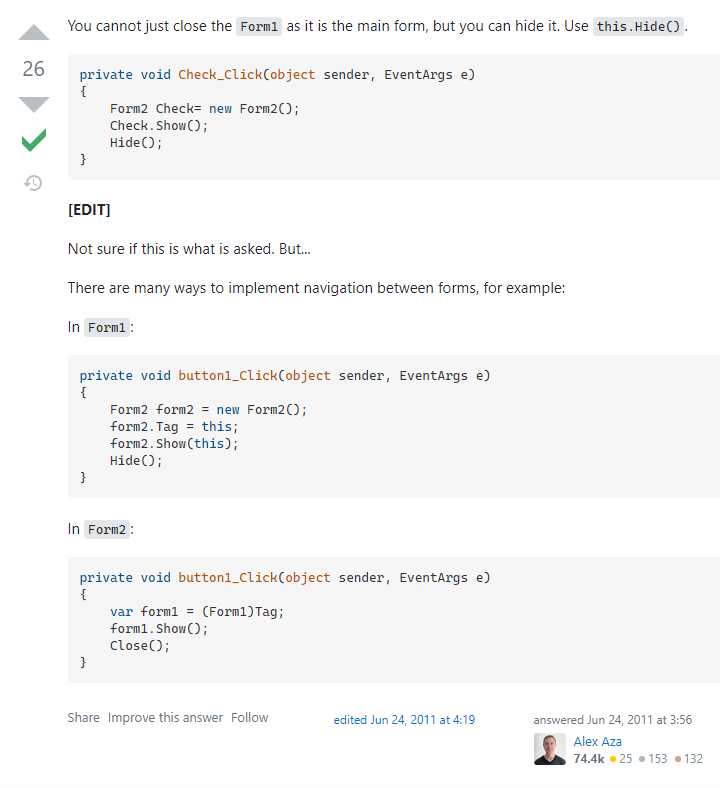 You cannot just close the Form1 as it is the main form, but you can hide it. Use this.Hide().
26
private void Check_Click(object sender, EventArgs e)
{
    Form2 Check= new Form2();
    Check.Show();
    Hide();
}
[EDIT]
Not sure if this is what is asked. But...
There are many ways to implement navigation between forms, for example:
In Form1:
private void button1_Click(object sender, EventArgs e)
{
    Form2 form2 = new Form2();
    form2.Tag = this;
    form2.Show(this);
    Hide();
}
In Form2:
private void button1_Click(object sender, EventArgs e)
{
    var form1 = (Form1)Tag;
    form1.Show();
    Close();
}
Share Improve this answer Follow
edited Jun 24, 2011 at 4:19
answered Jun 24, 2011 at 3:56
Alex Aza
74.4k 25 153 132